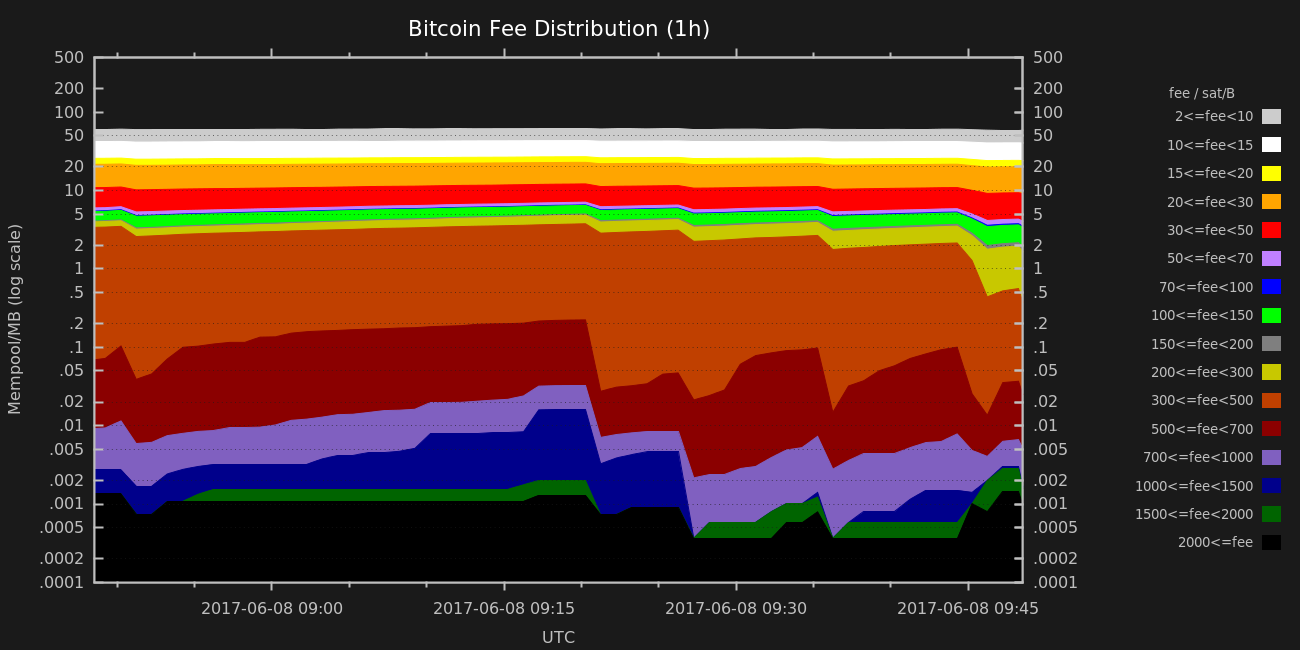 Bitcoin Fee Distribution (1h)
500 500
200 200
100 100
50 50
20 20
10 10
5 5
2 2
1 1
.5 .5
.2 .2
.1 .1
.05 .05
.02 .02
.01 .01
.005 .005
.002 .002
.001 .001
.0005 .0005
.0002 .0002
.0001 .0001
Mempool/MB (log scale)
2017-06-08 09:00 2017-06-08 09:15 2017-06-08 09:30 2017-06-08 09:45
UTC
fee / sat/B
2<=fee<10
10<=fee<15
15<=fee<20
20<=fee<30
30<=fee<50
50<=fee<70
70<=fee<100
100<=fee<150
150<=fee<200
200<=fee<300
300<=fee<500
500<=fee<700
700<=fee<1000
1000<=fee<1500
1500<=fee<2000
2000<=fee